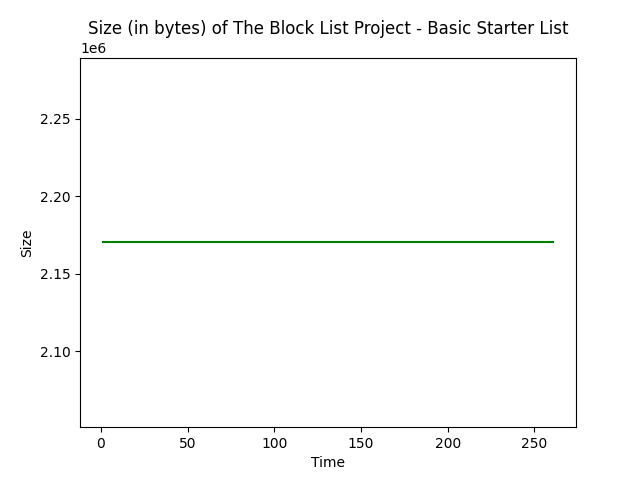 Size (in bytes) of The Block List Project - Basic Starter List
1e6
2.25
2.20
2.15
2.10
Size
0 50 100 150 200 250
Time